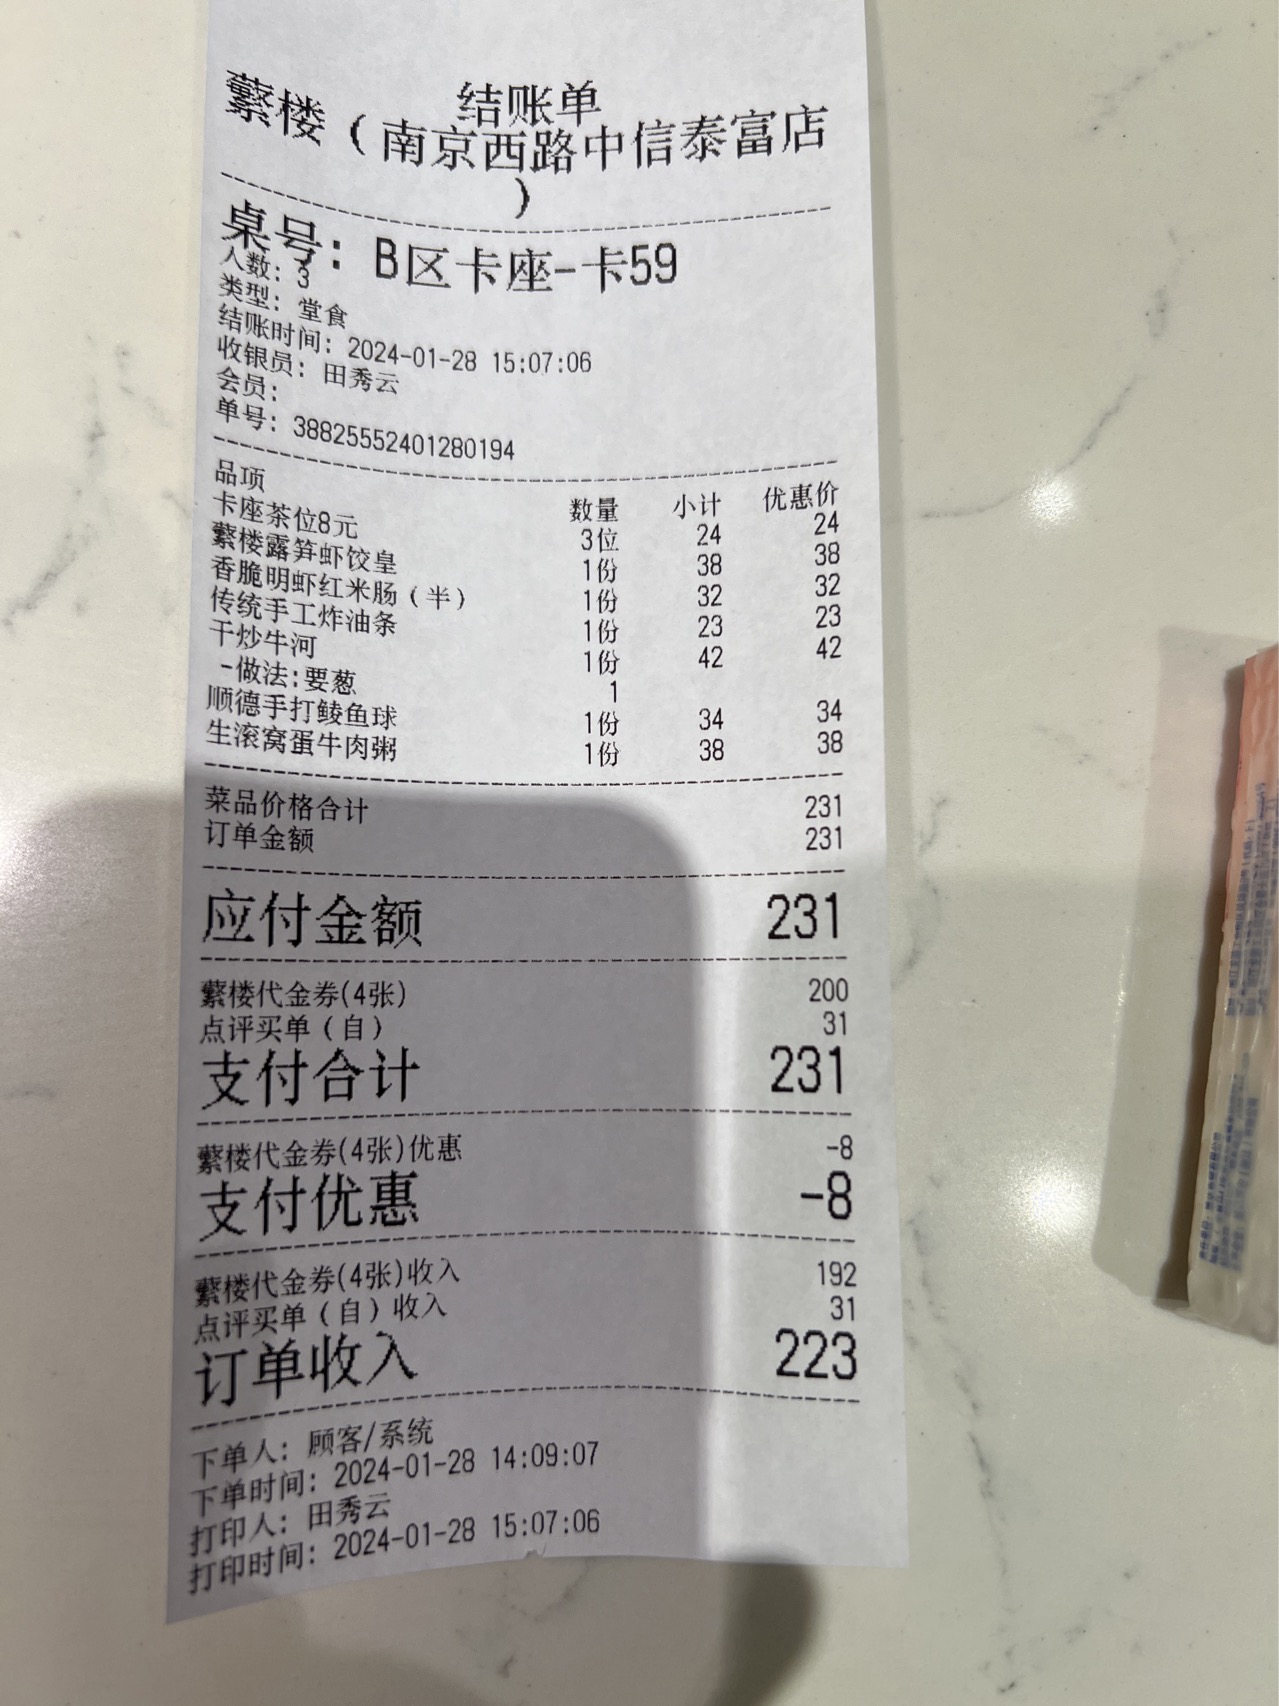 结账单
蘩楼（南京西路中信泰富店
）
桌号：B区卡座-卡59
人数：3
类型：堂食
结账时间：2024-01-28 15:07:06
收银员：田秀云
会员：
单号：38825552401280194
品项 数量 小计 优惠价
卡座茶位8元 3位 24 24
蘩楼露笋虾饺皇 1份 38 38
香脆明虾红米肠（半） 1份 32 32
传统手工炸油条 1份 23 23
干炒牛河 1份 42 42
-做法:要葱 1
顺德手打鲮鱼球 1份 34 34
生滚窝蛋牛肉粥 1份 38 38
菜品价格合计 231
订单金额 231
应付金额 231
蘩楼代金券(4张) 200
点评买单（自） 31
支付合计 231
蘩楼代金券(4张)优惠 -8
支付优惠 -8
蘩楼代金券(4张)收入 192
点评买单（自）收入 31
订单收入 223
下单人：顾客/系统
下单时间：2024-01-28 14:09:07
打印人：田秀云
打印时间：2024-01-28 15:07:06